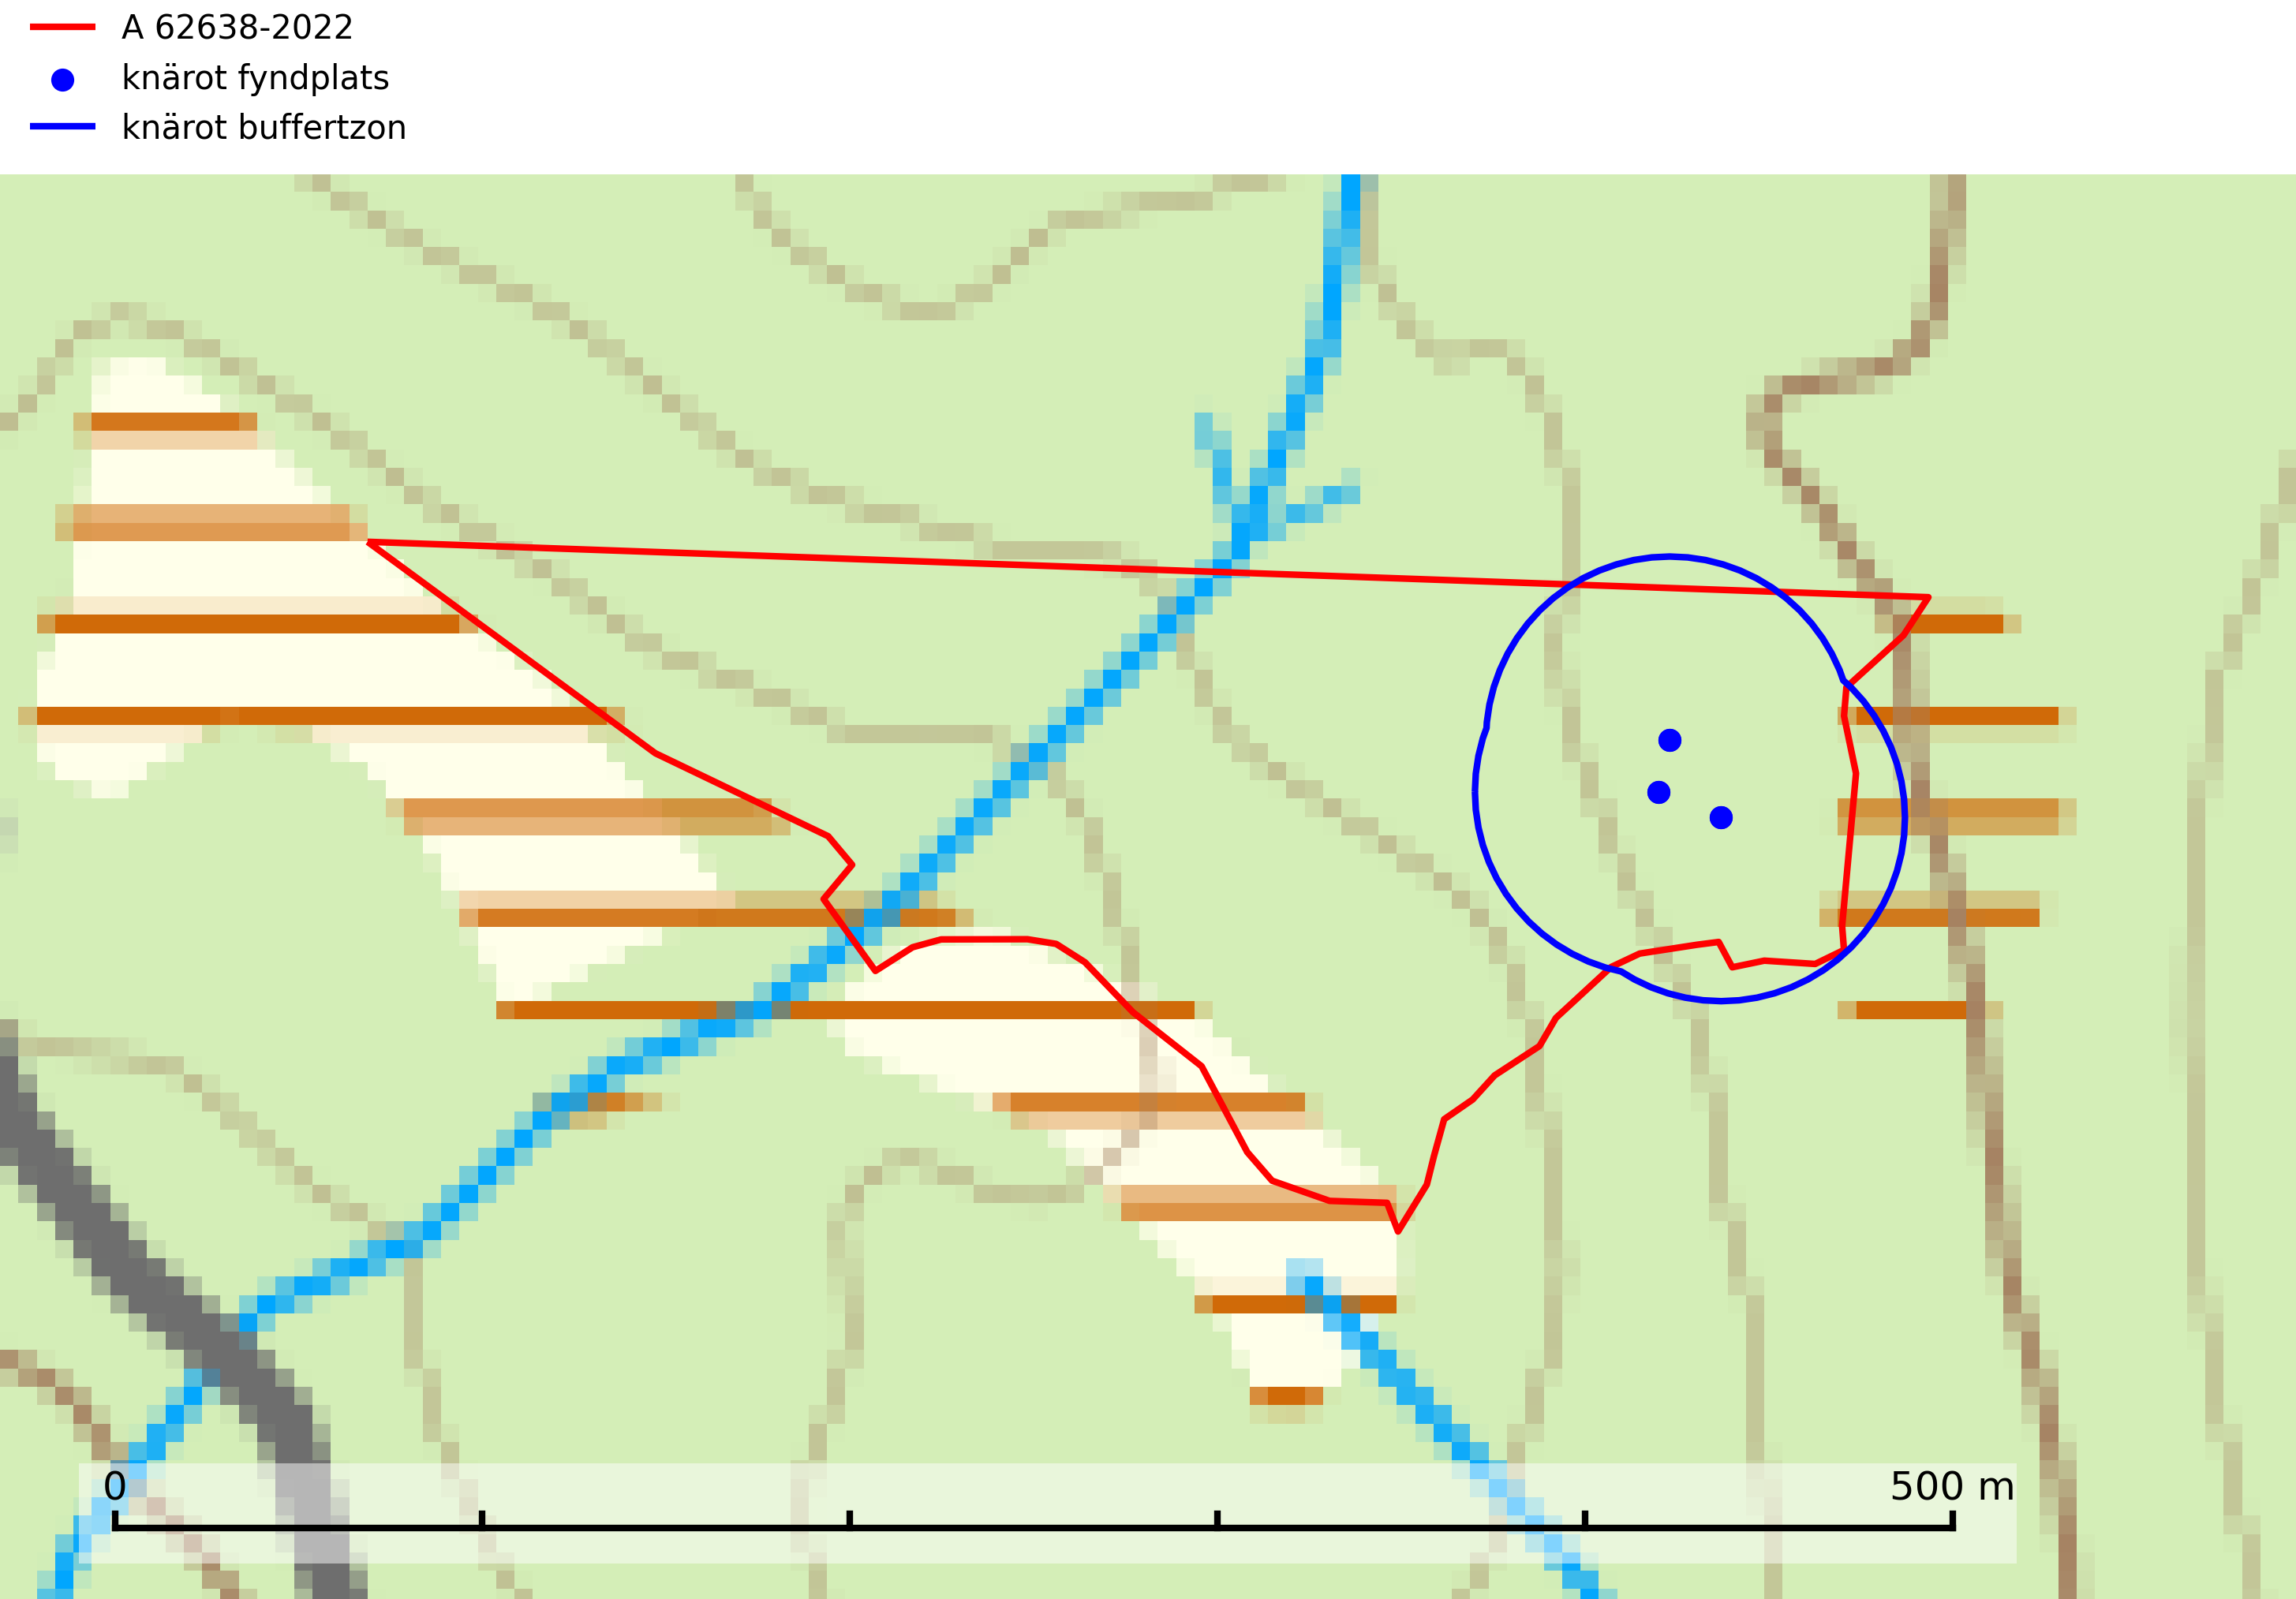 A 62638-2022
knärot fyndplats
knärot buffertzon
0 500 m